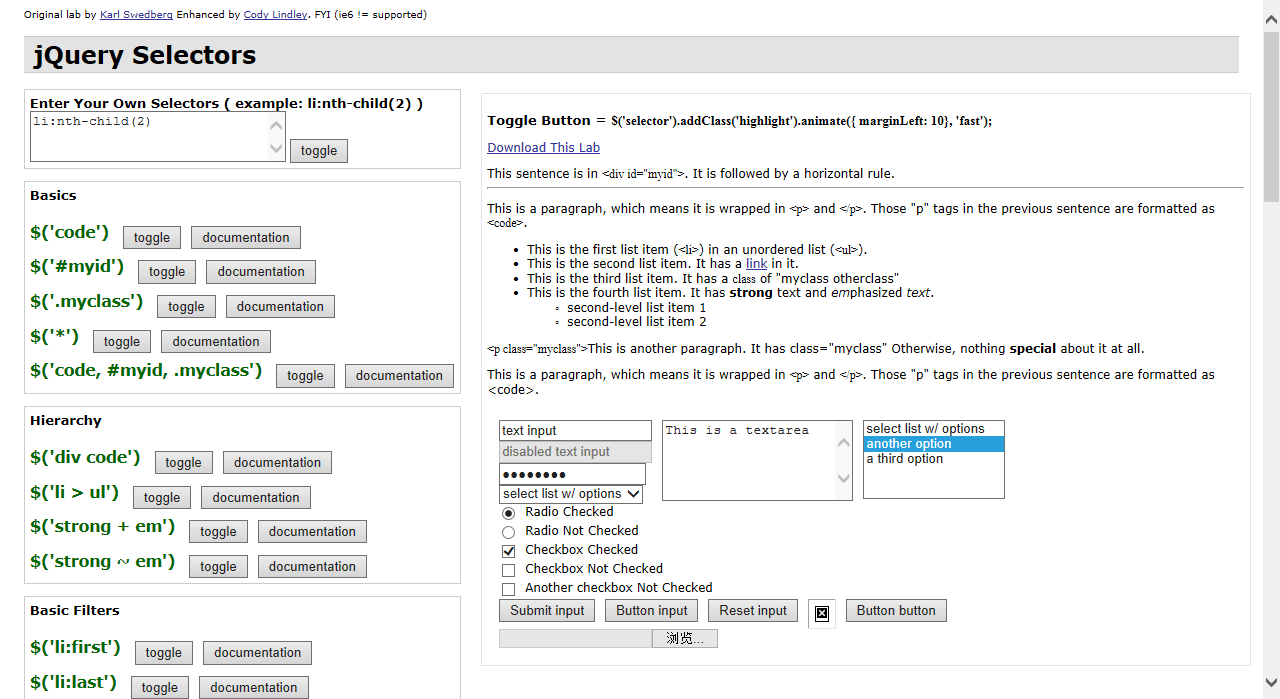 Original lab by Karl Swedberg Enhanced by Cody Lindley. FYI (ie6 != supported)
jQuery Selectors
Enter Your Own Selectors ( example: li:nth-child(2) )
li:nth-child(2)
toggle
Basics
$('code') toggle documentation
$('#myid') toggle documentation
$('.myclass') toggle documentation
$('*') toggle documentation
$('code, #myid, .myclass') toggle documentation
Hierarchy
$('div code') toggle documentation
$('li > ul') toggle documentation
$('strong + em') toggle documentation
$('strong ~ em') toggle documentation
Basic Filters
$('li:first') toggle documentation
$('li:last') toggle documentation
Toggle Button = $('selector').addClass('highlight').animate({ marginLeft: 10}, 'fast');
Download This Lab
This sentence is in <div id="myid">. It is followed by a horizontal rule.
This is a paragraph, which means it is wrapped in <p> and </p>. Those "p" tags in the previous sentence are formatted as
<code>.
• This is the first list item (<li>) in an unordered list (<ul>).
• This is the second list item. It has a link in it.
• This is the third list item. It has a class of "myclass otherclass"
• This is the fourth list item. It has strong text and emphasized text.
◦ second-level list item 1
◦ second-level list item 2
<p class="myclass">This is another paragraph. It has class="myclass" Otherwise, nothing special about it at all.
This is a paragraph, which means it is wrapped in <p> and </p>. Those "p" tags in the previous sentence are formatted as
<code>.
text input
disabled text input
●●●●●●●●
select list w/ options
This is a textarea
select list w/ options
another option
a third option
Radio Checked
Radio Not Checked
Checkbox Checked
Checkbox Not Checked
Another checkbox Not Checked
Submit input Button input Reset input Button button
浏览...